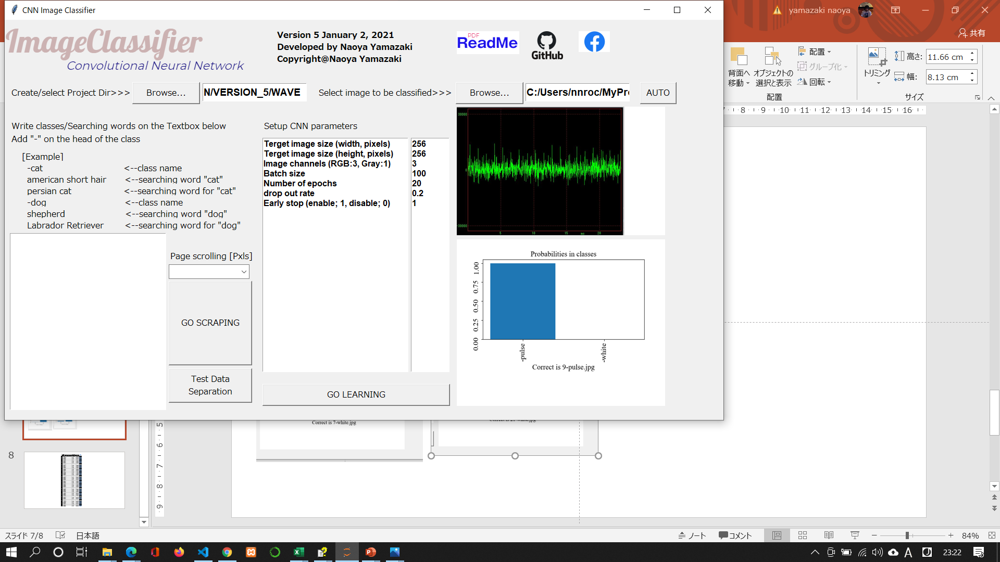 CNN Image Classifier
yamazaki naoya
共有
ImageClassifier
Convolutional Neural Network
Version 5 January 2, 2021
Developed by Naoya Yamazaki
Copyright@Naoya Yamazaki
PDF
ReadMe
GitHub
背面へ
移動
オブジェクトの
選択と表示
配置
グループ化
回転
配置
トリミング
高さ:
11.66 cm
幅:
8.13 cm
サイズ
Create/select Project Dir>>>
Browse...
N/VERSION_5/WAVE
Select image to be classified>>>
Browse...
C:/Users/nnroc/MyPr
AUTO
8 9 10 11 12 13 14 15 16
Write classes/Searching words on the Textbox below
Add "-" on the head of the class
[Example]
-cat <--class name
american short hair <--searching word "cat"
persian cat <--searching word for "cat"
-dog <--class name
shepherd <--searching word "dog"
Labrador Retriever <--searching word for "dog"
Page scrolling [Pxls]
GO SCRAPING
Test Data
Separation
Setup CNN parameters
Terget image size (width, pixels) 256
Terget image size (height, pixels) 256
Image channels (RGB:3, Gray:1) 3
Batch size 100
Number of epochs 20
drop out rate 0.2
Early stop (enable; 1, disable; 0) 1
GO LEARNING
5 10 15 20
Probabilities in classes
1.00
0.75
0.50
0.25
0.00
-pulse
-white
Correct is 9-pulse.jpg
Correct is 7-white.jpg
5 6 7 8 9
8
スライド 7/8
日本語
ノート
コメント
84%
A
23:22